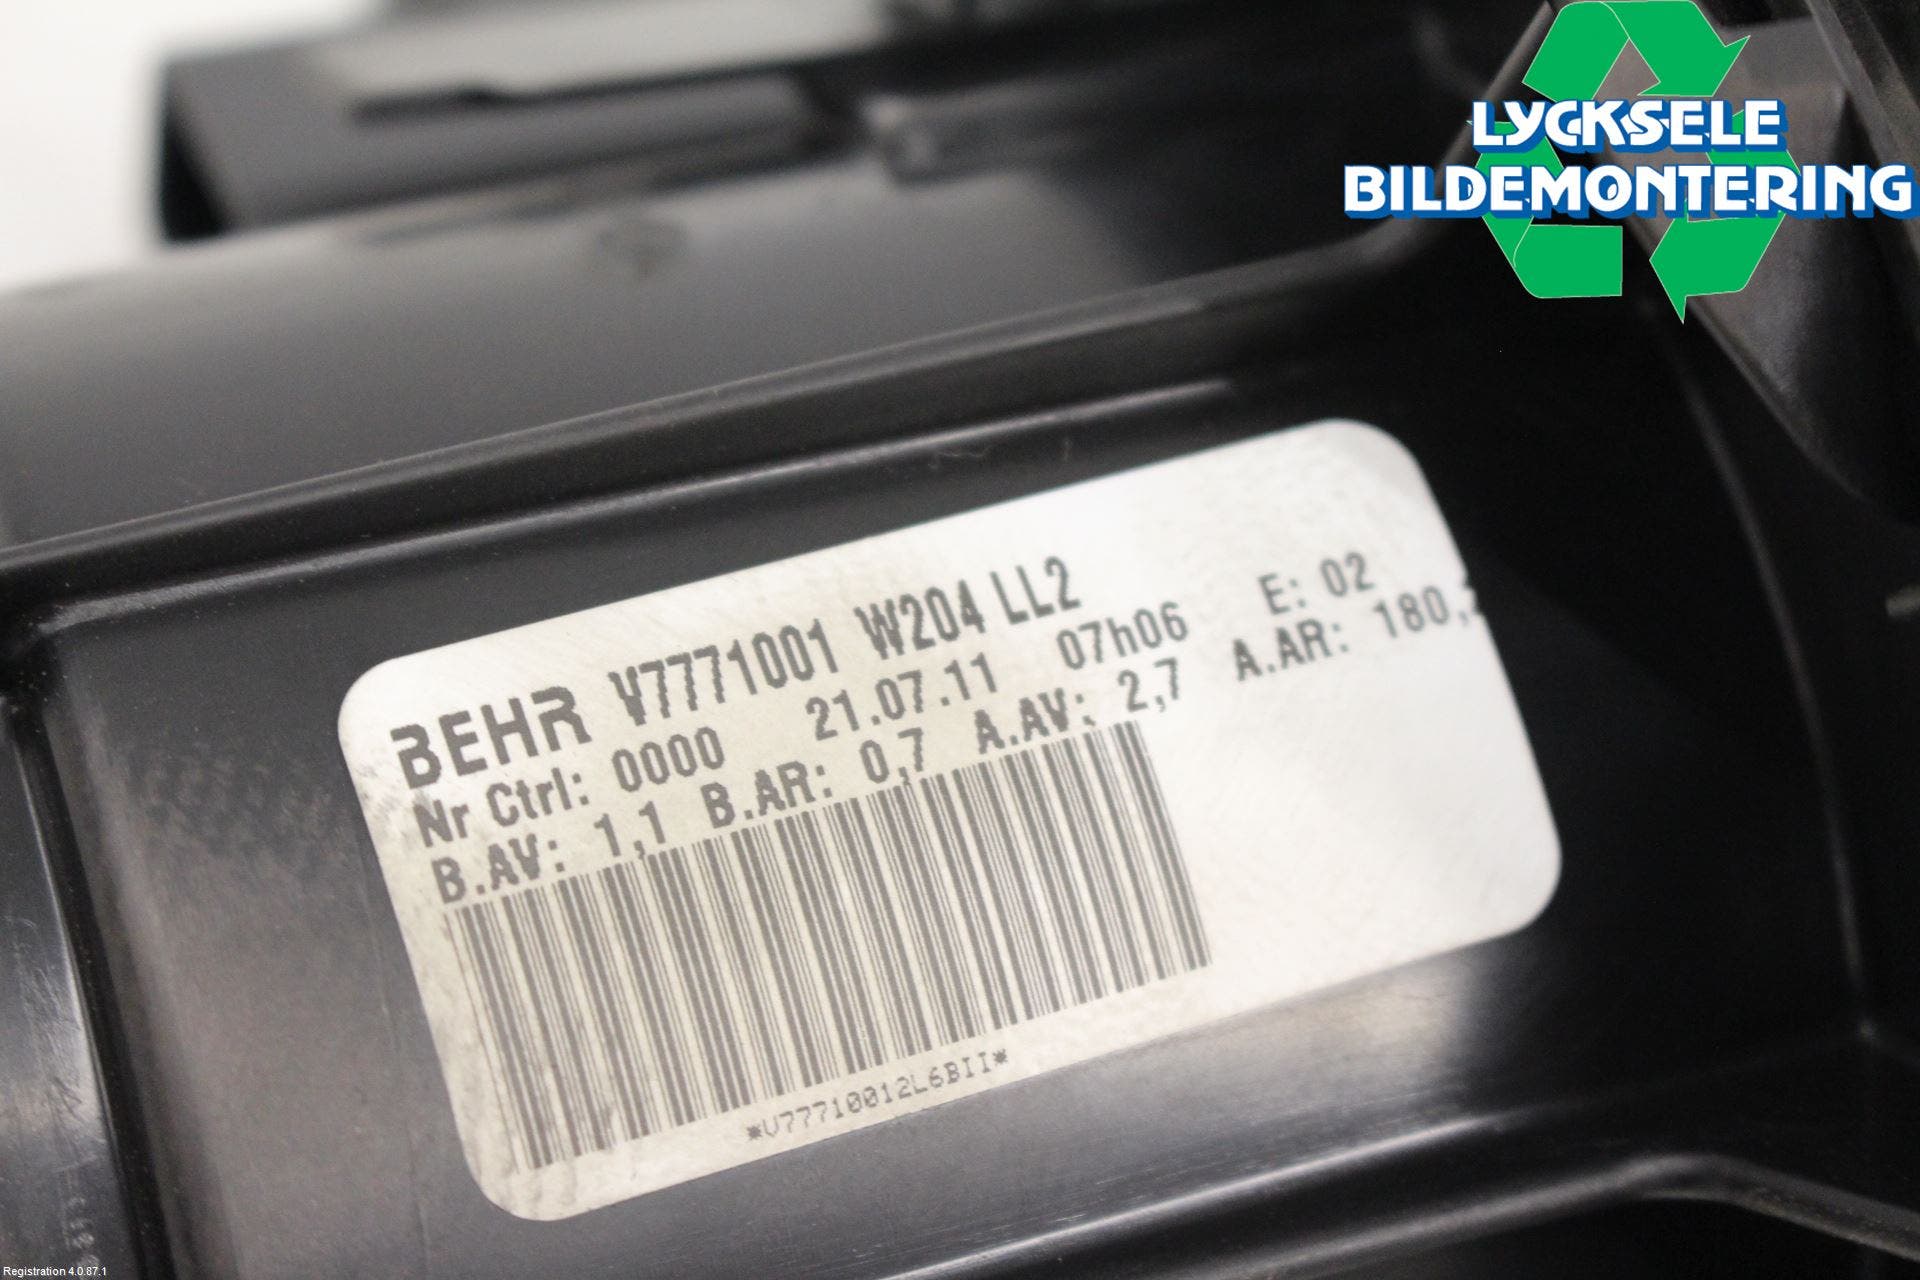 LYCKSELE
BILDEMONTERING
BEHR V7771001 W204 LL2
Nr Ctrl: 0000 21.07.11 07h06 E: 02
B.AV: 1,1 B.AR: 0,7 A.AV: 2,7 A.AR: 180,
*V77710012L6BII*
Registration 4.0.87.1